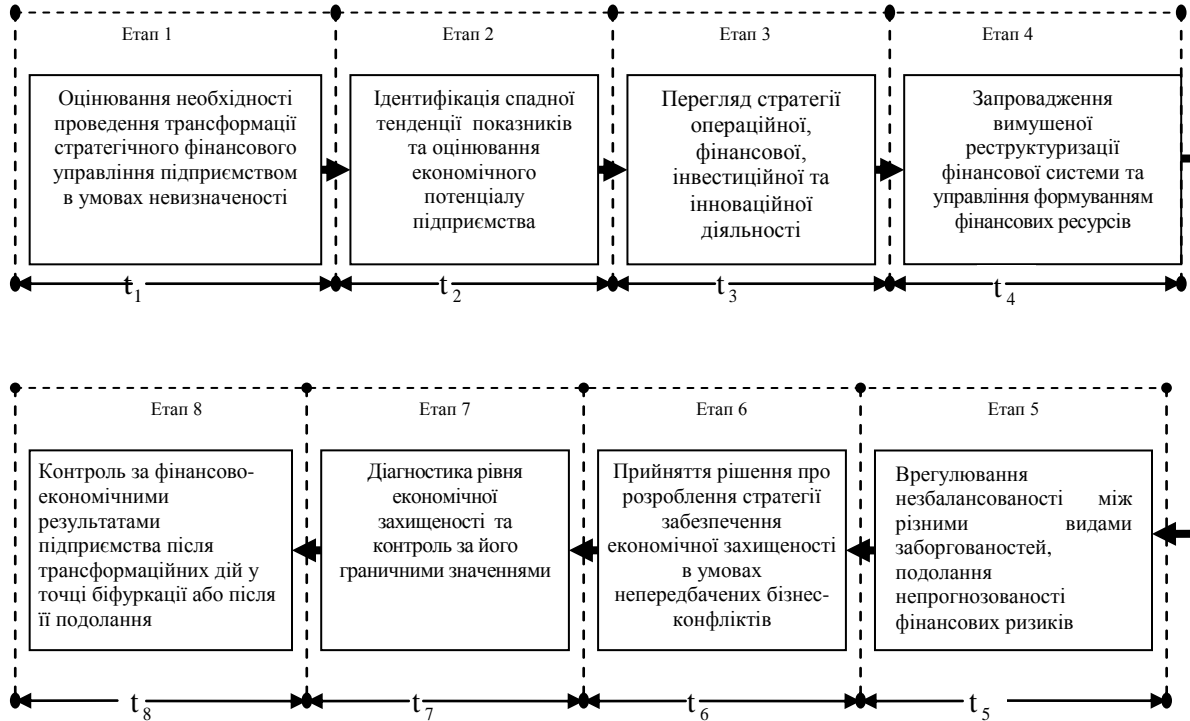 Етап 1
Оцінювання необхідності
проведення трансформації
стратегічного фінансового
управління підприємством
в умовах невизначеності
t1
Етап 2
Ідентифікація спадної
тенденції показників
та оцінювання
економічного
потенціалу
підприємства
t2
Етап 3
Перегляд стратегії
операційної,
фінансової,
інвестиційної та
інноваційної
діяльності
t3
Етап 4
Запровадження
вимушеної
реструктуризації
фінансової системи та
управління формуванням
фінансових ресурсів
t4
Етап 5
Врегулювання
незбалансованості між
різними видами
заборгованостей,
подолання
непрогнозованості
фінансових ризиків
t5
Етап 6
Прийняття рішення про
розроблення стратегії
забезпечення
економічної захищеності
в умовах
непередбачених бізнес-
конфліктів
t6
Етап 7
Діагностика рівня
економічної
захищеності та
контроль за його
граничними значеннями
t7
Етап 8
Контроль за фінансово-
економічними
результатами
підприємства після
трансформаційних дій у
точці біфуркації або після
її подолання
t8